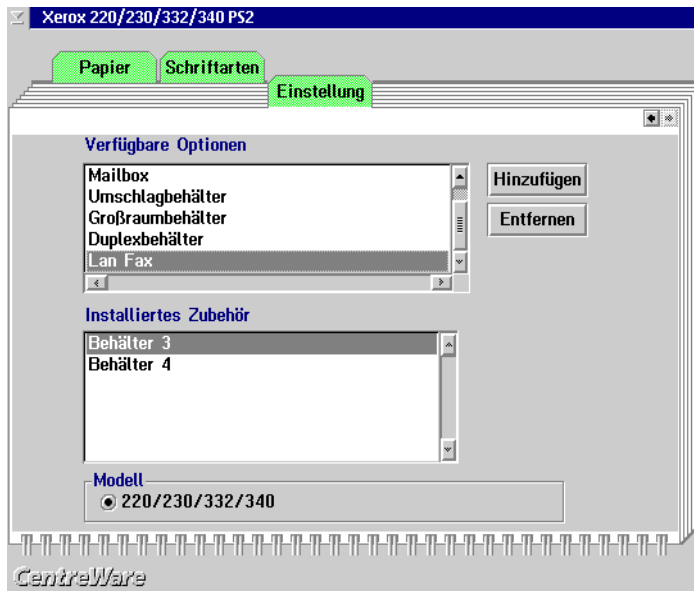 Xerox 220/230/332/340 PS2
Papier
Schriftarten
Einstellung
Verfügbare Optionen
Mailbox
Umschlagbehälter
Großraumbehälter
Duplexbehälter
Lan Fax
Hinzufügen
Entfernen
Installiertes Zubehör
Behälter 3
Behälter 4
Modell
220/230/332/340
CentreWare